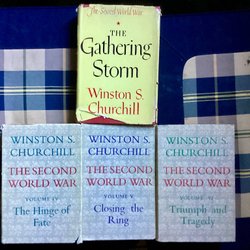 The Second World War
THE
Gathering
Storm
Winston S.
Churchill
WINSTON S.
CHURCHILL
THE SECOND
WORLD WAR
VOLUME IV
The Hinge of
Fate
WINSTON S.
CHURCHILL
THE SECOND
WORLD WAR
VOLUME V
Closing the
Ring
WINSTON S.
CHURCHILL
THE SECOND
WORLD WAR
VOLUME VI
Triumph and
Tragedy